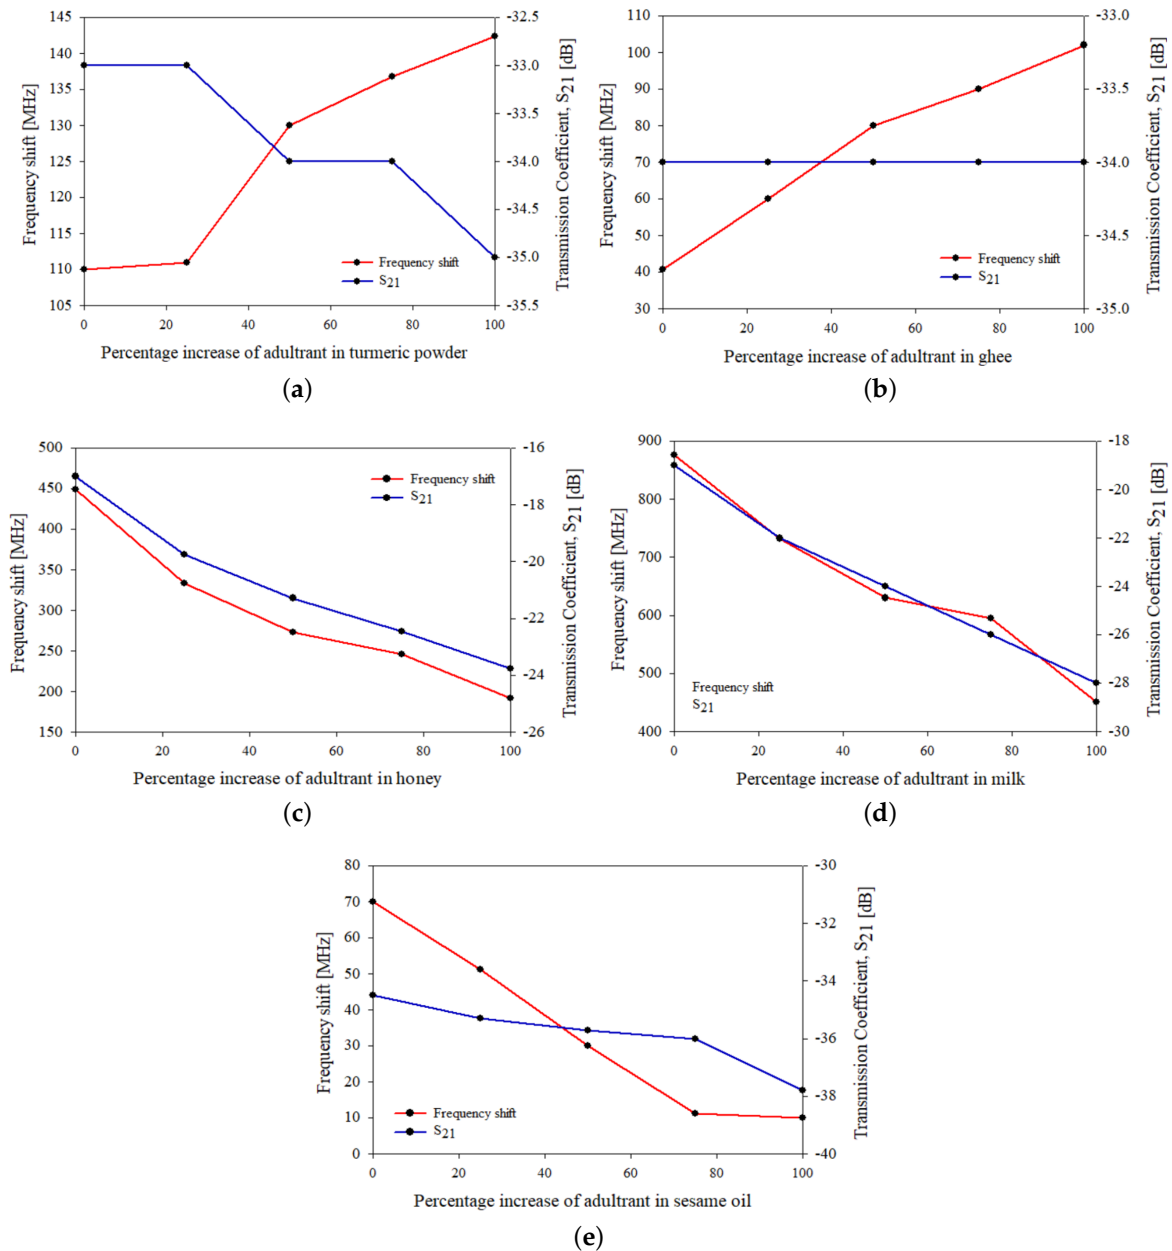 145
140
135
130
125
120
115
110
105
Frequency shift [MHz]
-32.5
-33.0
-33.5
-34.0
-34.5
-35.0
-35.5
Transmission Coefficient, S21 [dB]
Frequency shift
S21
0 20 40 60 80 100
Percentage increase of adultrant in turmeric powder
(a)
110
100
90
80
70
60
50
40
30
Frequency shift [MHz]
-33.0
-33.5
-34.0
-34.5
-35.0
Transmission Coefficient, S21 [dB]
Frequency shift
S21
0 20 40 60 80 100
Percentage increase of adultrant in ghee
(b)
500
450
400
350
300
250
200
150
Frequency shift [MHz]
-16
-18
-20
-22
-24
-26
Transmission Coefficient, S21 [dB]
Frequency shift
S21
0 20 40 60 80 100
Percentage increase of adultrant in honey
(c)
900
800
700
600
500
400
Frequency shift [MHz]
-18
-20
-22
-24
-26
-28
-30
Transmission Coefficient, S21 [dB]
Frequency shift
S21
0 20 40 60 80 100
Percentage increase of adultrant in milk
(d)
80
70
60
50
40
30
20
10
0
Frequency shift [MHz]
-30
-32
-34
-36
-38
-40
Transmission Coefficient, S21 [dB]
Frequency shift
S21
0 20 40 60 80 100
Percentage increase of adultrant in sesame oil
(e)